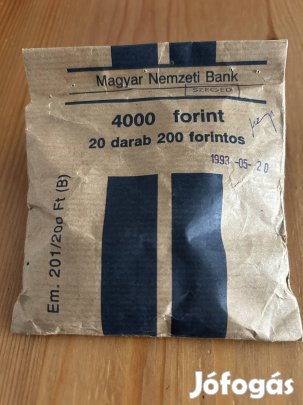 Magyar Nemzeti Bank
SZEGED
4000 forint
20 darab 200 forintos
1993 -05- 20
Em. 201/200 Ft (B)
Jófogás